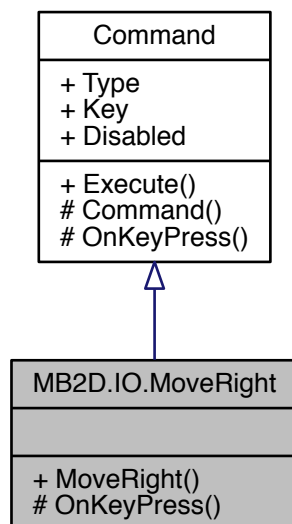 Command
+ Type
+ Key
+ Disabled
+ Execute()
# Command()
# OnKeyPress()
MB2D.IO.MoveRight
+ MoveRight()
# OnKeyPress()